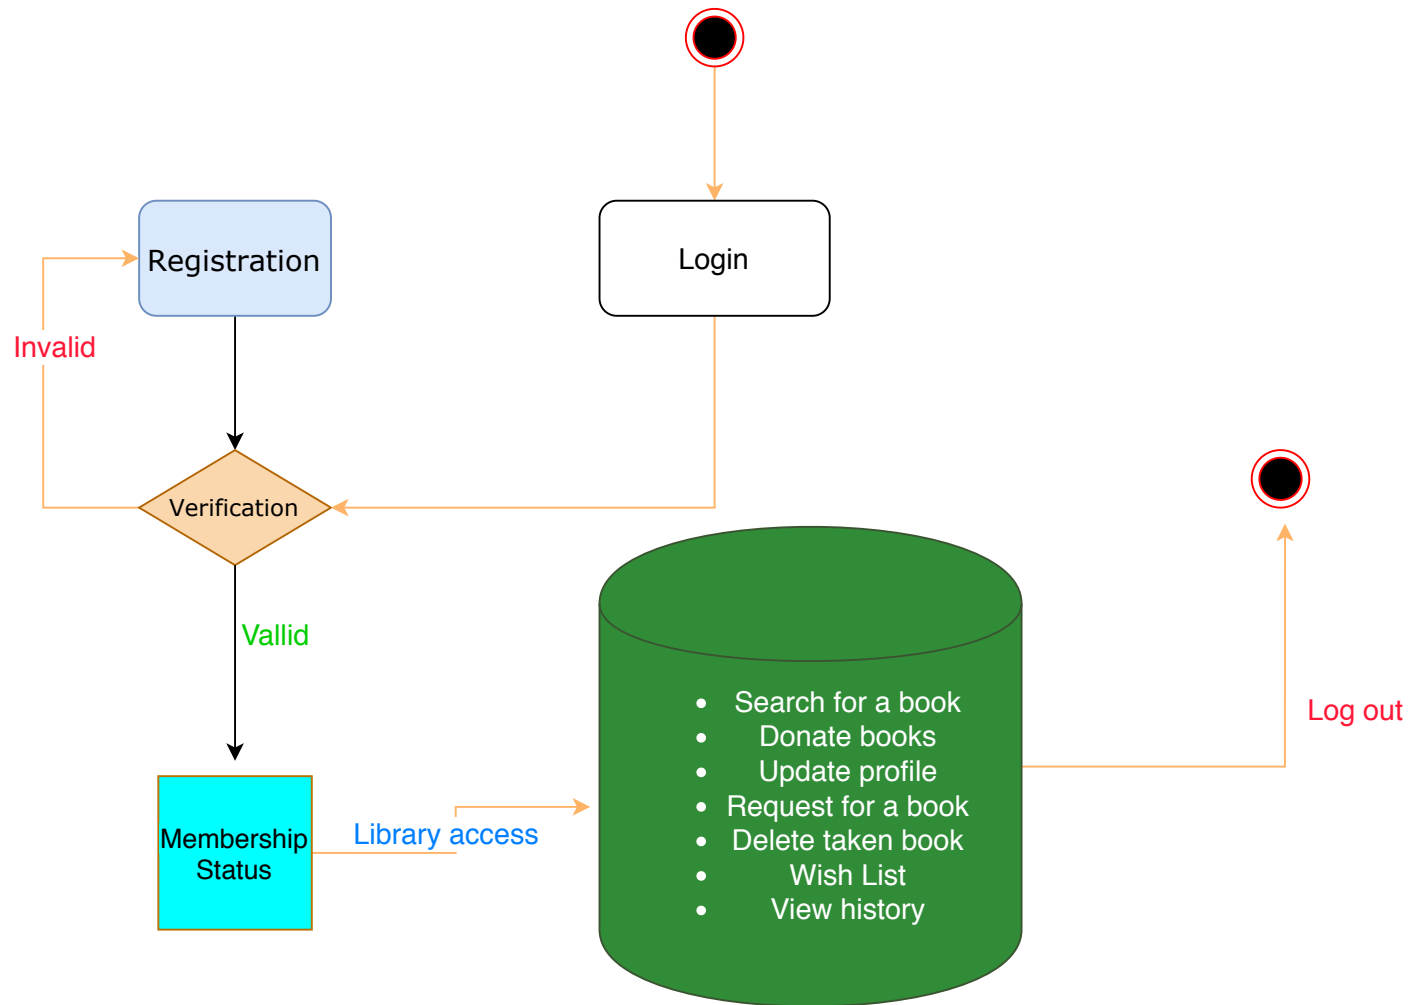 Registration
Login
Invalid
Verification
Vallid
Search for a book
Donate books
Update profile
Request for a book
Delete taken book
Wish List
View history
Log out
Membership
Status
Library access